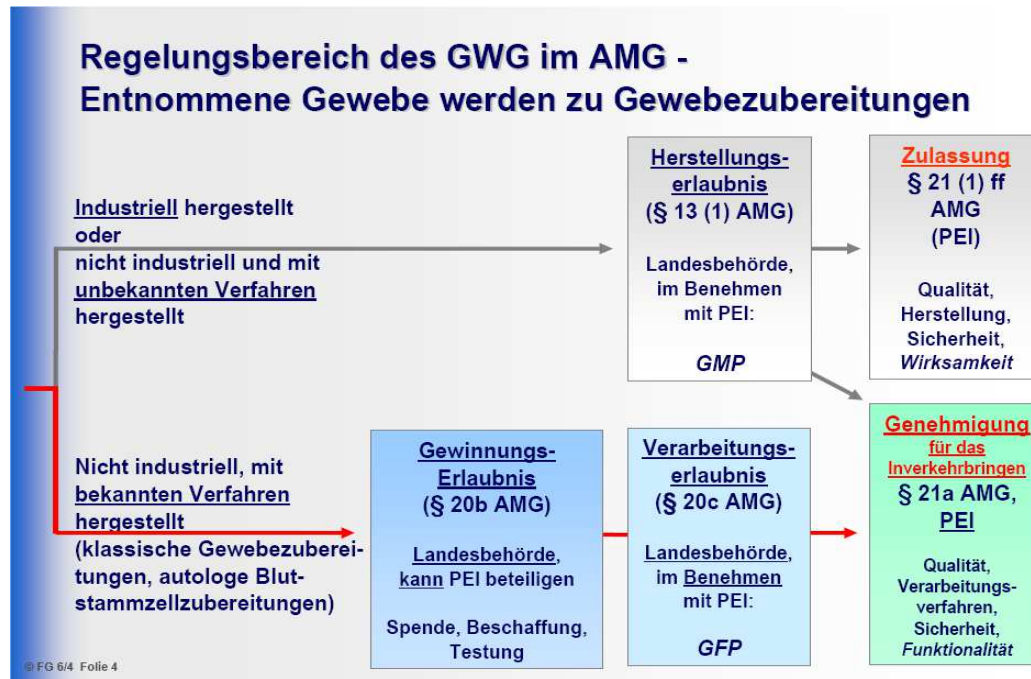 Regelungsbereich des GWG im AMG -
Entnommene Gewebe werden zu Gewebezubereitungen
Industriell hergestellt
oder
nicht industriell und mit
unbekannten Verfahren
hergestellt
Herstellungs-
erlaubnis
(§ 13 (1) AMG)
Landesbehörde,
im Benehmen
mit PEI:
GMP
Zulassung
§ 21 (1) ff
AMG
(PEI)
Qualität,
Herstellung,
Sicherheit,
Wirksamkeit
Nicht industriell, mit
bekannten Verfahren
hergestellt
(klassische Gewebezuberei-
tungen, autologe Blut-
stammzellzubereitungen)
Gewinnungs-
Erlaubnis
(§ 20b AMG)
Landesbehörde,
kann PEI beteiligen
Spende, Beschaffung,
Testung
Verarbeitungs-
erlaubnis
(§ 20c AMG)
Landesbehörde,
im Benehmen
mit PEI:
GFP
Genehmigung
für das
Inverkehrbringen
§ 21a AMG,
PEI
Qualität,
Verarbeitungs-
verfahren,
Sicherheit,
Funktionalität
© FG 6/4 Folie 4